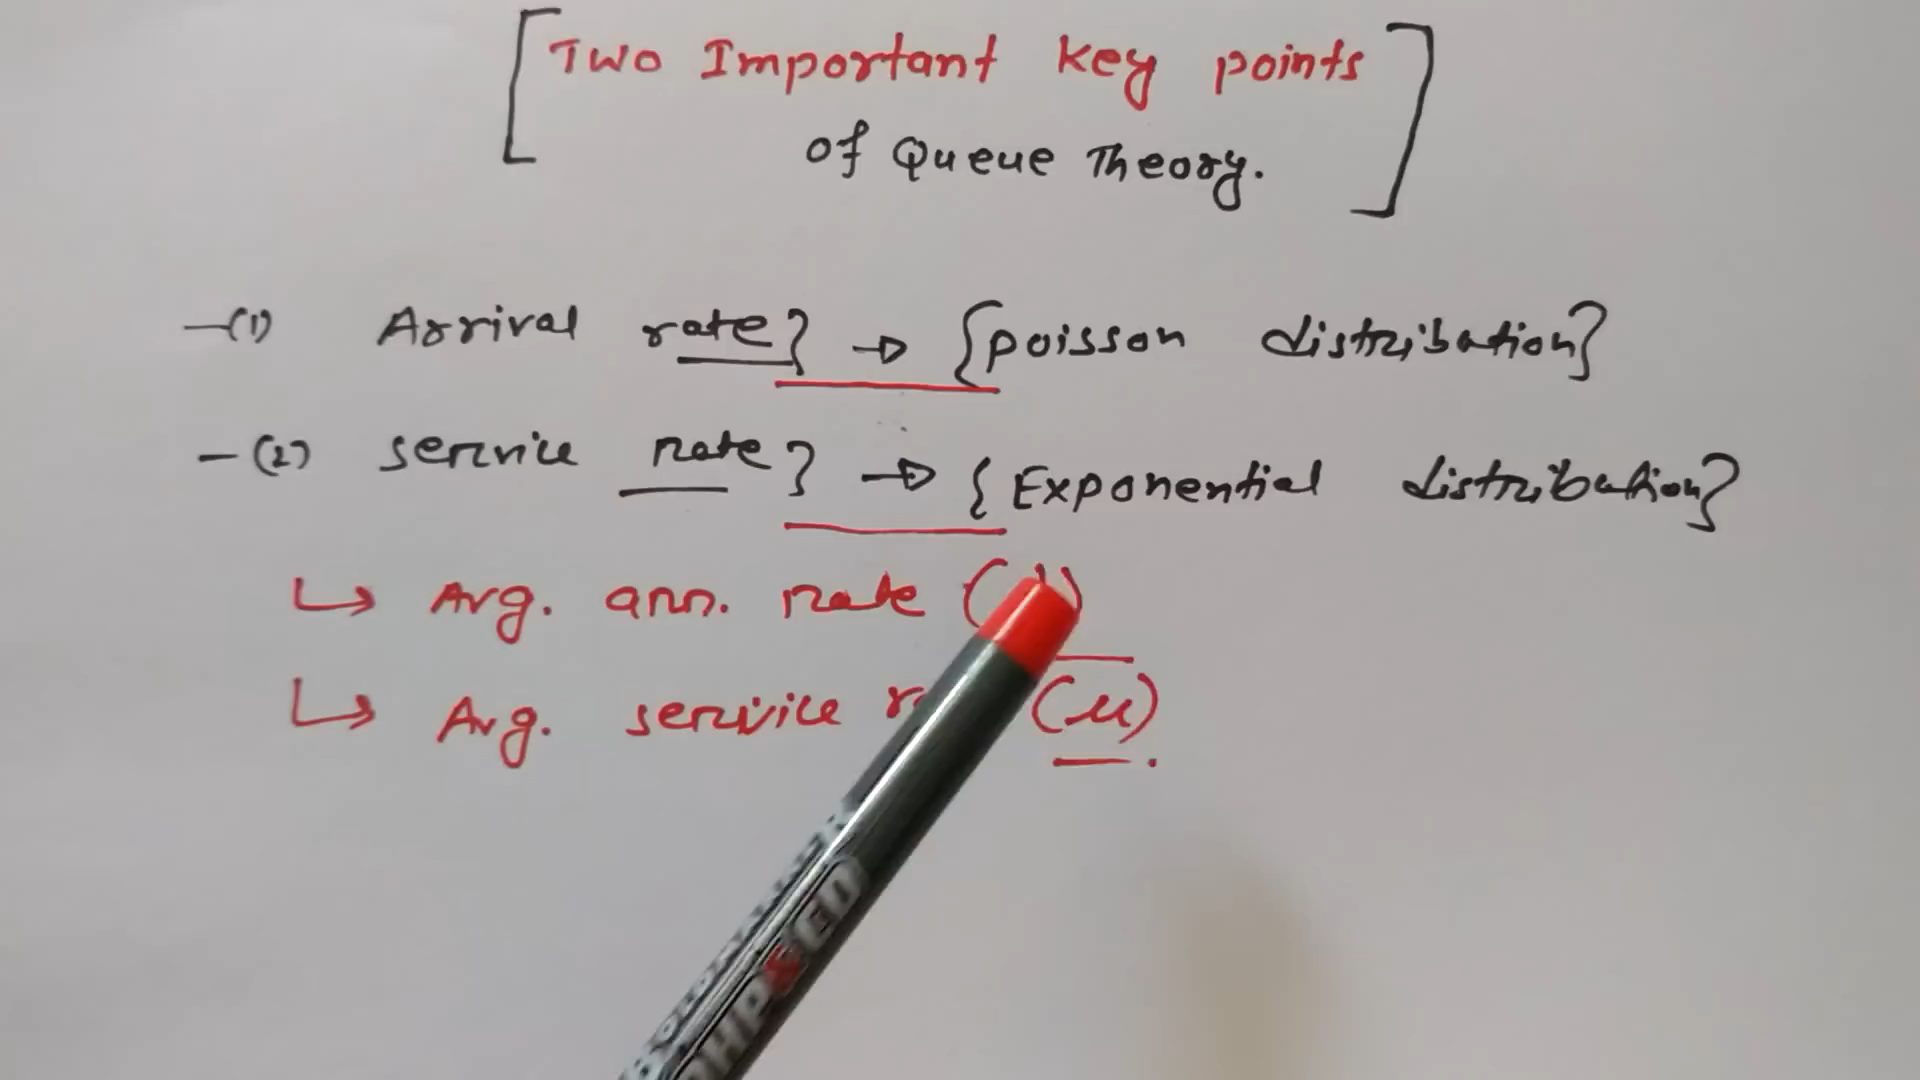 Two Important key points
of Queue Theory.
(1) Arrival rate} → {poisson distribution}
(2) service rate} → {Exponential distribution}
↳ Avg. arr. rate (
↳ Avg. service (μ).